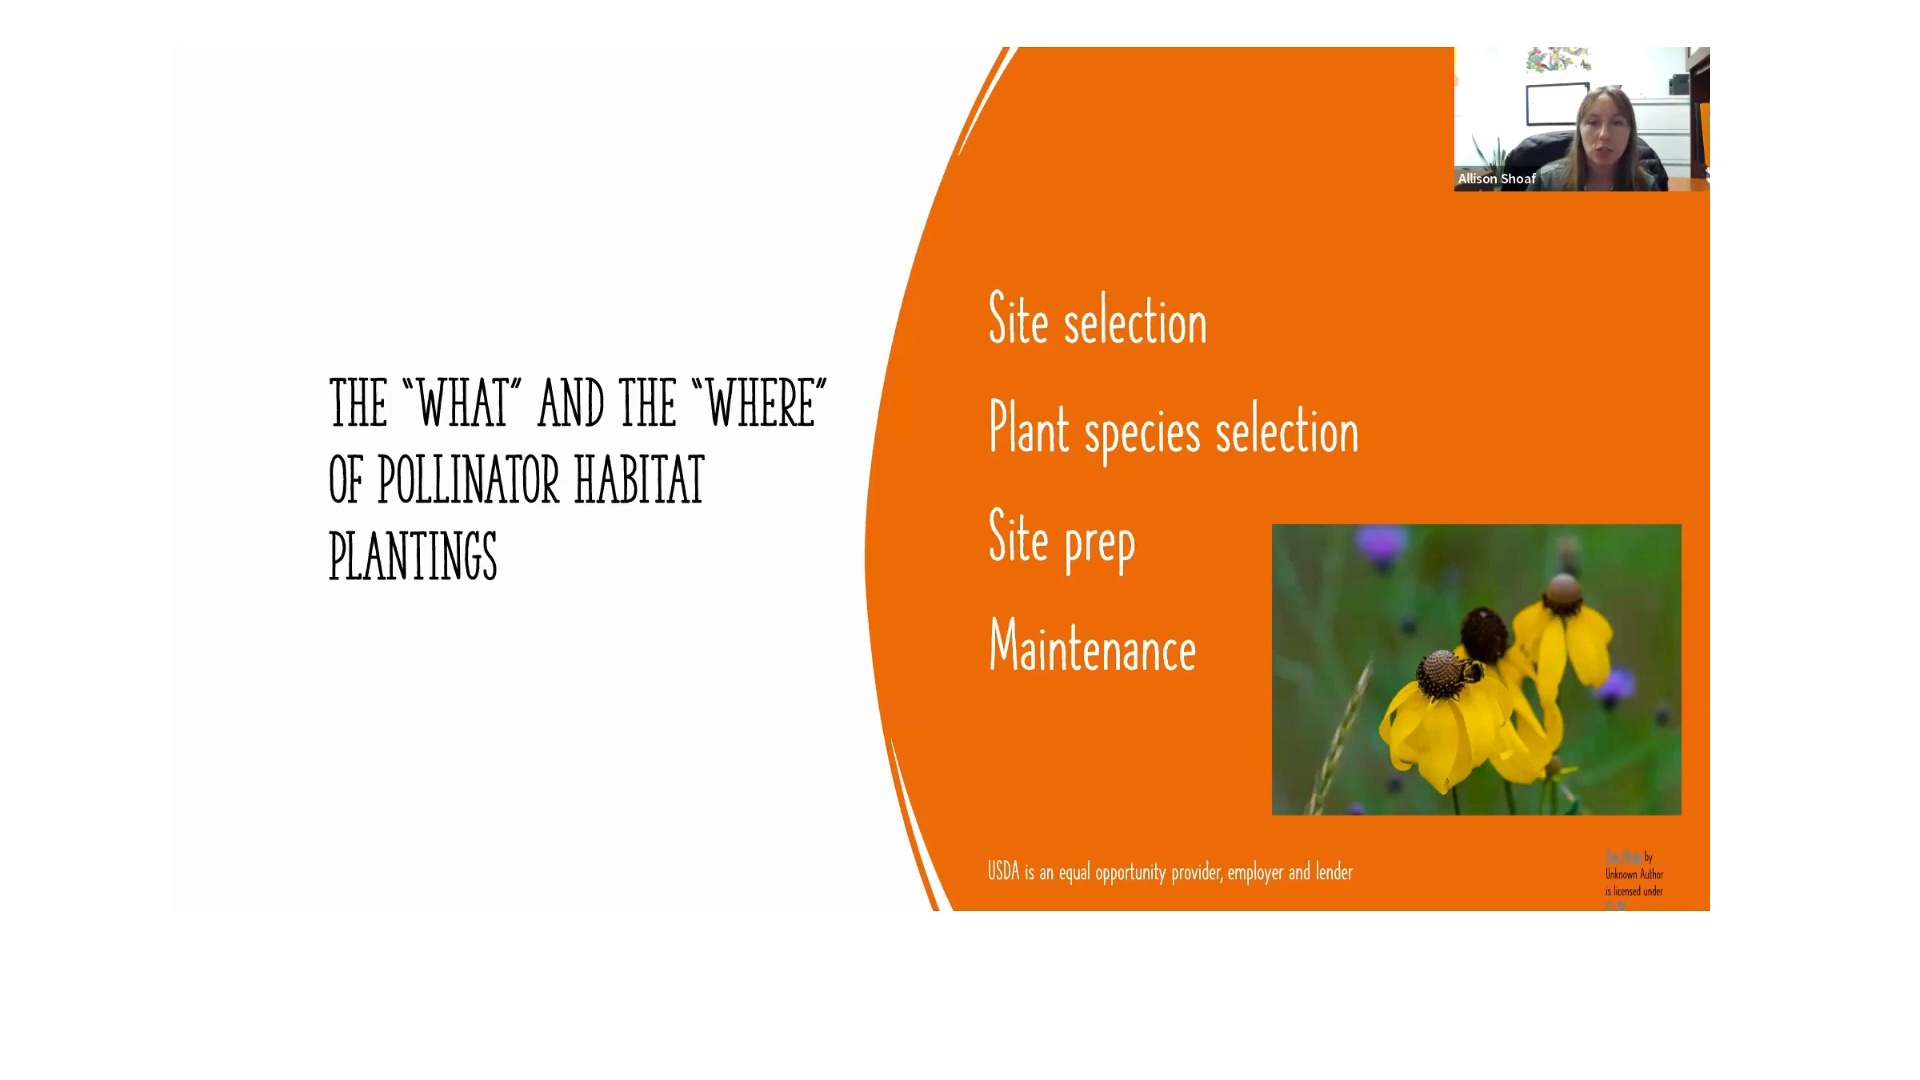 THE “WHAT” AND THE “WHERE”
OF POLLINATOR HABITAT
PLANTINGS
Allison Shoaf
Site selection
Plant species selection
Site prep
Maintenance
USDA is an equal opportunity provider, employer and lender
by
Unknown Author
is licensed under